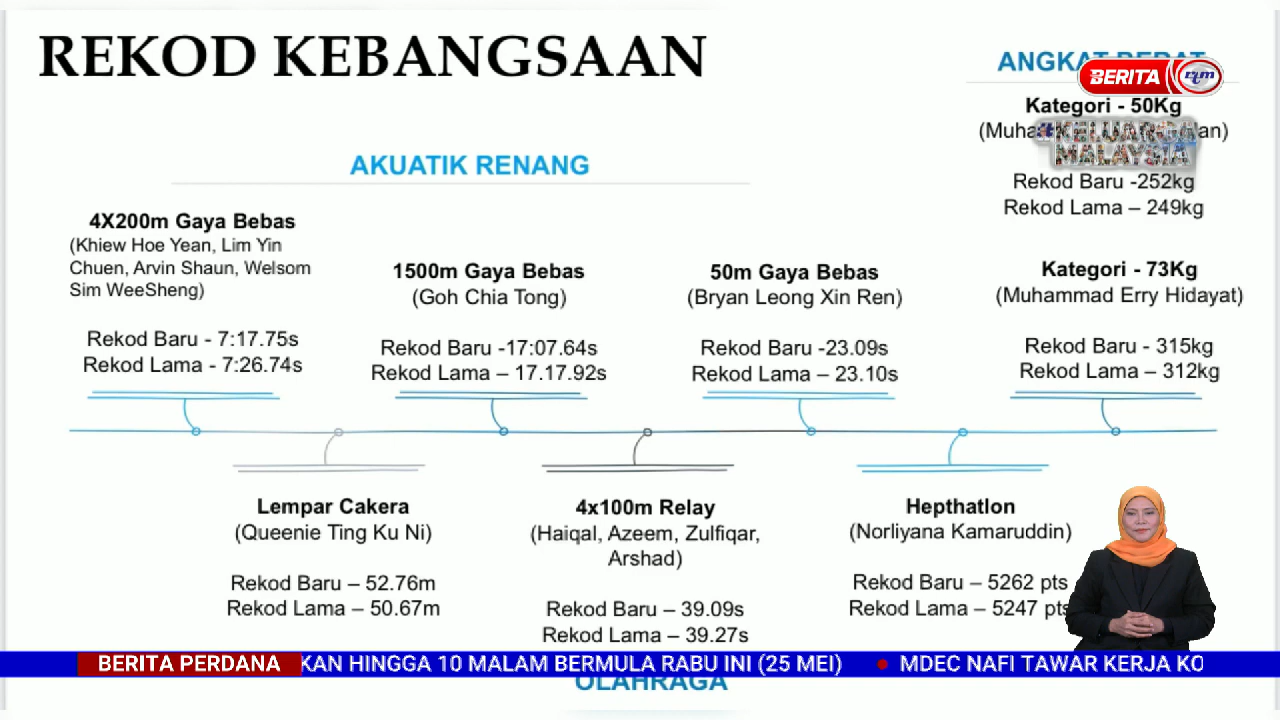 REKOD KEBANGSAAN
ANGKAT BERAT
BERITA rtm
Kategori - 50Kg
KELUARGA
MALAYSIA
Rekod Baru -252kg
Rekod Lama – 249kg
AKUATIK RENANG
4X200m Gaya Bebas
(Khiew Hoe Yean, Lim Yin
Chuen, Arvin Shaun, Welsom
Sim WeeSheng)
Rekod Baru - 7:17.75s
Rekod Lama - 7:26.74s
1500m Gaya Bebas
(Goh Chia Tong)
Rekod Baru -17:07.64s
Rekod Lama – 17.17.92s
50m Gaya Bebas
(Bryan Leong Xin Ren)
Rekod Baru -23.09s
Rekod Lama – 23.10s
Kategori - 73Kg
(Muhammad Erry Hidayat)
Rekod Baru - 315kg
Rekod Lama – 312kg
Lempar Cakera
(Queenie Ting Ku Ni)
Rekod Baru – 52.76m
Rekod Lama – 50.67m
4x100m Relay
(Haiqal, Azeem, Zulfiqar,
Arshad)
Rekod Baru – 39.09s
Rekod Lama – 39.27s
Hepthatlon
(Norliyana Kamaruddin)
Rekod Baru – 5262 pts
Rekod Lama – 5247 pts
BERITA PERDANA KAN HINGGA 10 MALAM BERMULA RABU INI (25 MEI) • MDEC NAFI TAWAR KERJA KO
OLAHRAGA